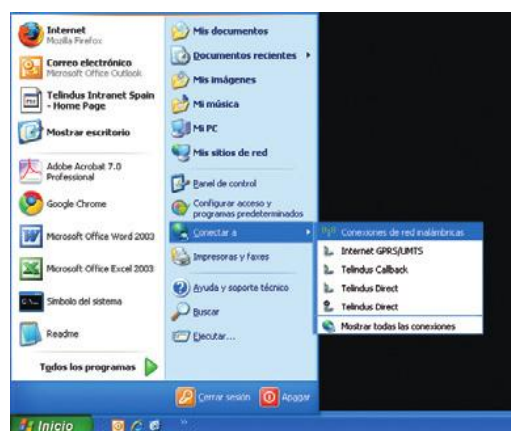 Internet
Mozilla Firefox
Correo electrónico
Microsoft Office Outlook
Telindus Intranet Spain
- Home Page
Mostrar escritorio
Adobe Acrobat 7.0
Professional
Google Chrome
Microsoft Office Word 2003
Microsoft Office Excel 2003
Símbolo del sistema
Readme
Todos los programas
Mis documentos
Documentos recientes
Mis imágenes
Mi música
Mi PC
Mis sitios de red
Panel de control
Configurar acceso y
programas predeterminados
Conectar a
Impresoras y faxes
Ayuda y soporte técnico
Buscar
Ejecutar...
Conexiones de red inalámbricas
Internet GPRS/UMTS
Telindus Callback
Telindus Direct
Telindus Direct
Mostrar todas las conexiones
Cerrar sesión
Apagar
Inicio